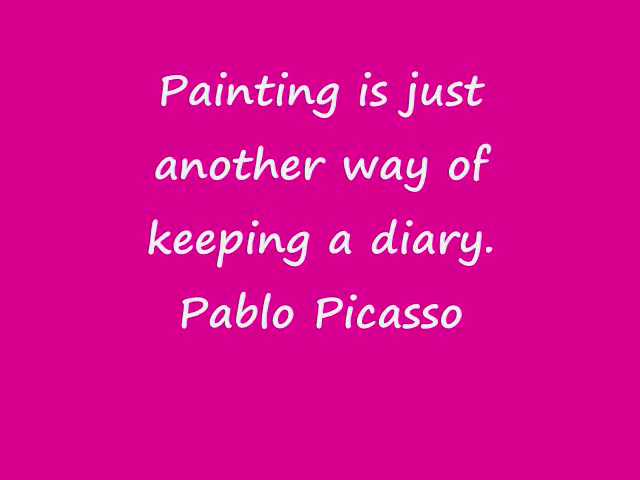 Painting is just
another way of
keeping a diary.
Pablo Picasso